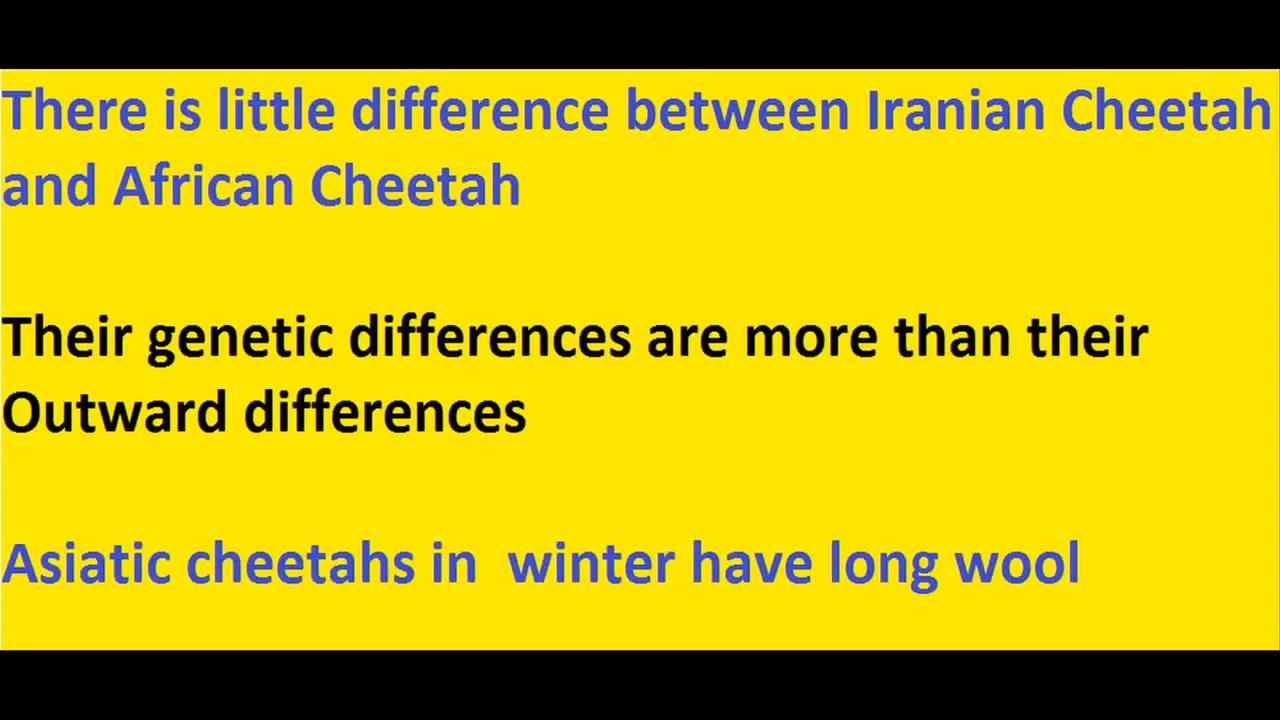 There is little difference between Iranian Cheetah
and African Cheetah
Their genetic differences are more than their
Outward differences
Asiatic cheetahs in  winter have long wool